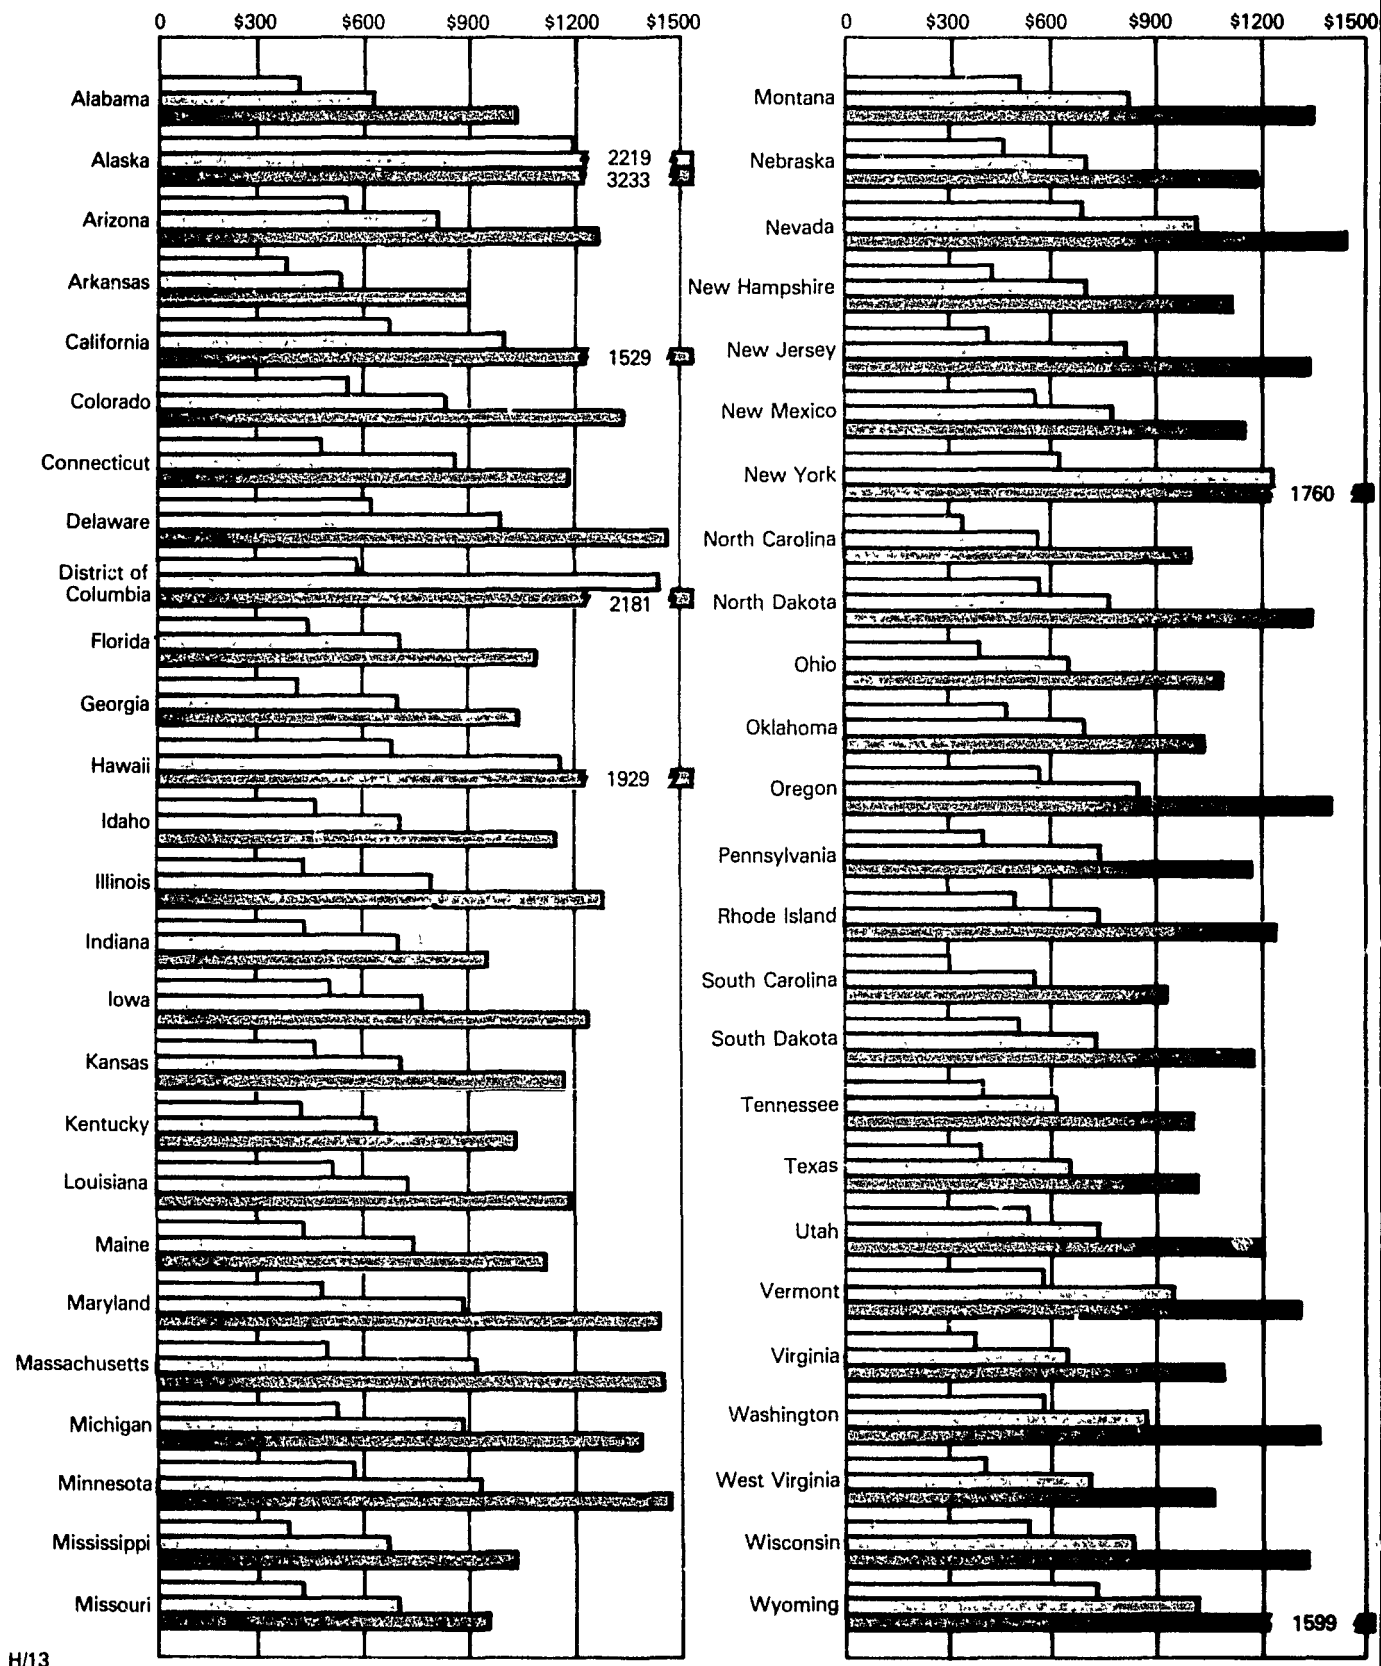 0 $300 $600 $900 $1200 $1500
Alabama
Alaska 2219
3233
Arizona
Arkansas
California 1529
Colorado
Connecticut
Delaware
District of
Columbia 2181
Florida
Georgia
Hawaii 1929
Idaho
Illinois
Indiana
Iowa
Kansas
Kentucky
Louisiana
Maine
Maryland
Massachusetts
Michigan
Minnesota
Mississippi
Missouri
0 $300 $600 $900 $1200 $1500
Montana
Nebraska
Nevada
New Hampshire
New Jersey
New Mexico
New York 1760
North Carolina
North Dakota
Ohio
Oklahoma
Oregon
Pennsylvania
Rhode Island
South Carolina
South Dakota
Tennessee
Texas
Utah
Vermont
Virginia
Washington
West Virginia
Wisconsin
Wyoming 1599
H/13